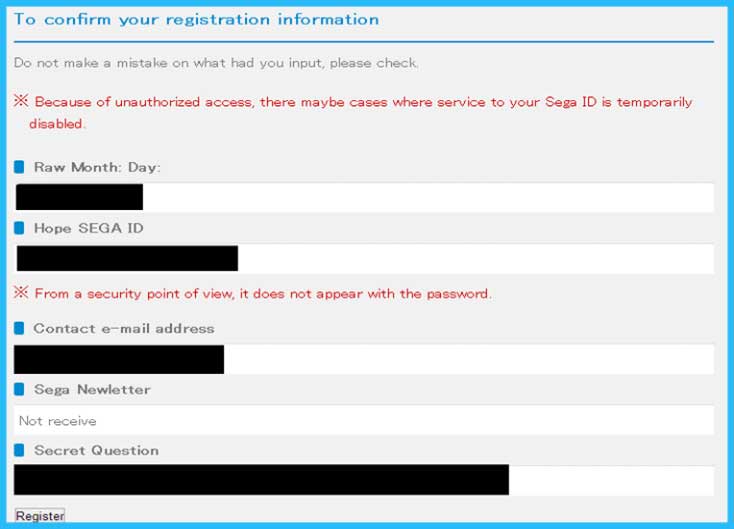 To confirm your registration information
Do not make a mistake on what had you input, please check.
※ Because of unauthorized access, there maybe cases where service to your Sega ID is temporarily
disabled.
Raw Month: Day:
Hope SEGA ID
※ From a security point of view, it does not appear with the password.
Contact e-mail address
Sega Newletter
Not receive
Secret Question
Register